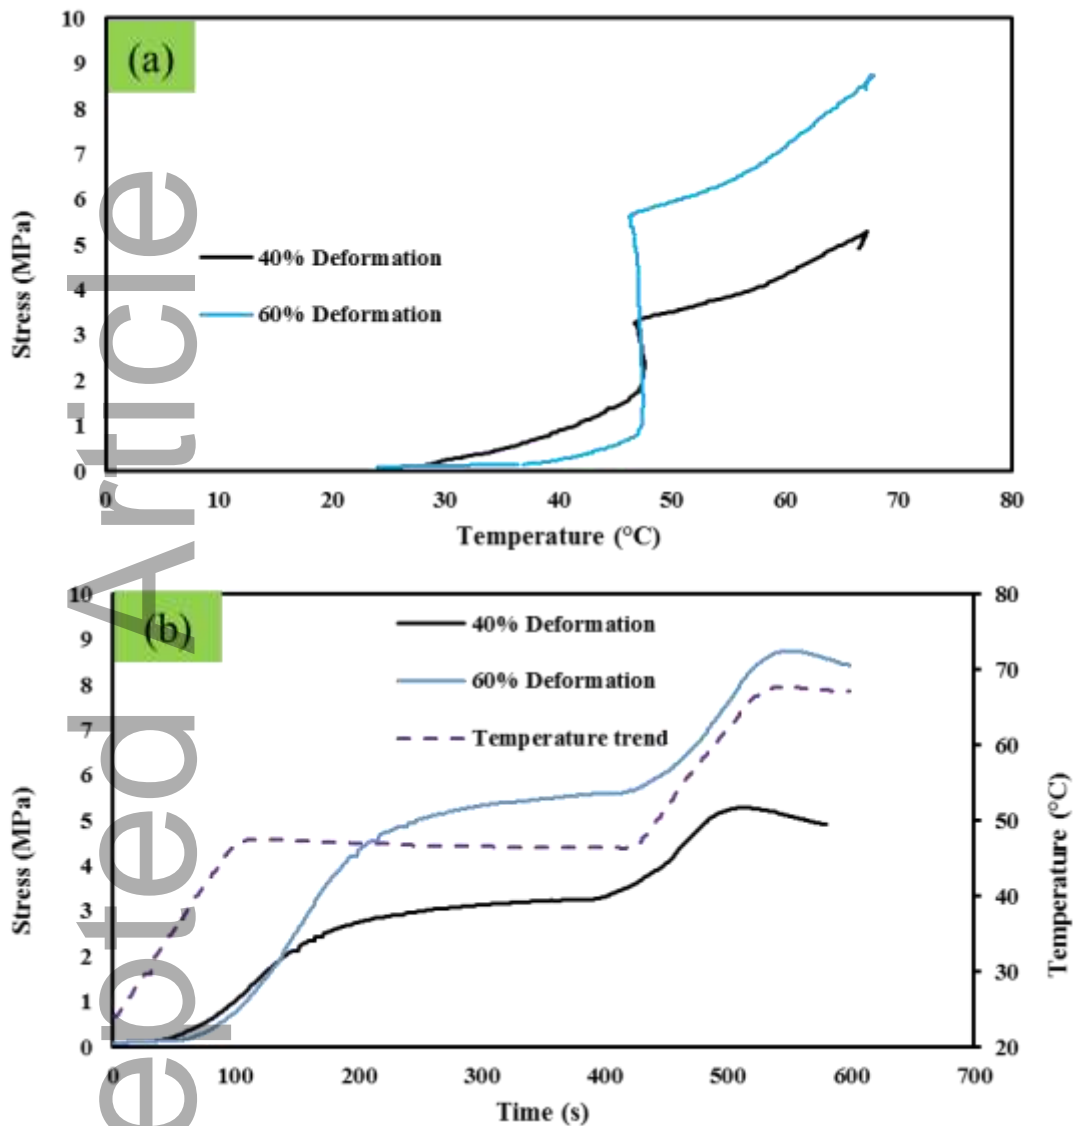 (a)
10
9
8
7
6
5
4
3
2
1
0
Stress (MPa)
40% Deformation
60% Deformation
0 10 20 30 40 50 60 70 80
Temperature (°C)
(b)
10
9
8
7
6
5
4
3
2
1
0
Stress (MPa)
40% Deformation
60% Deformation
Temperature trend
80
70
60
50
40
30
20
Temperature (°C)
0 100 200 300 400 500 600 700
Time (s)
epted Article